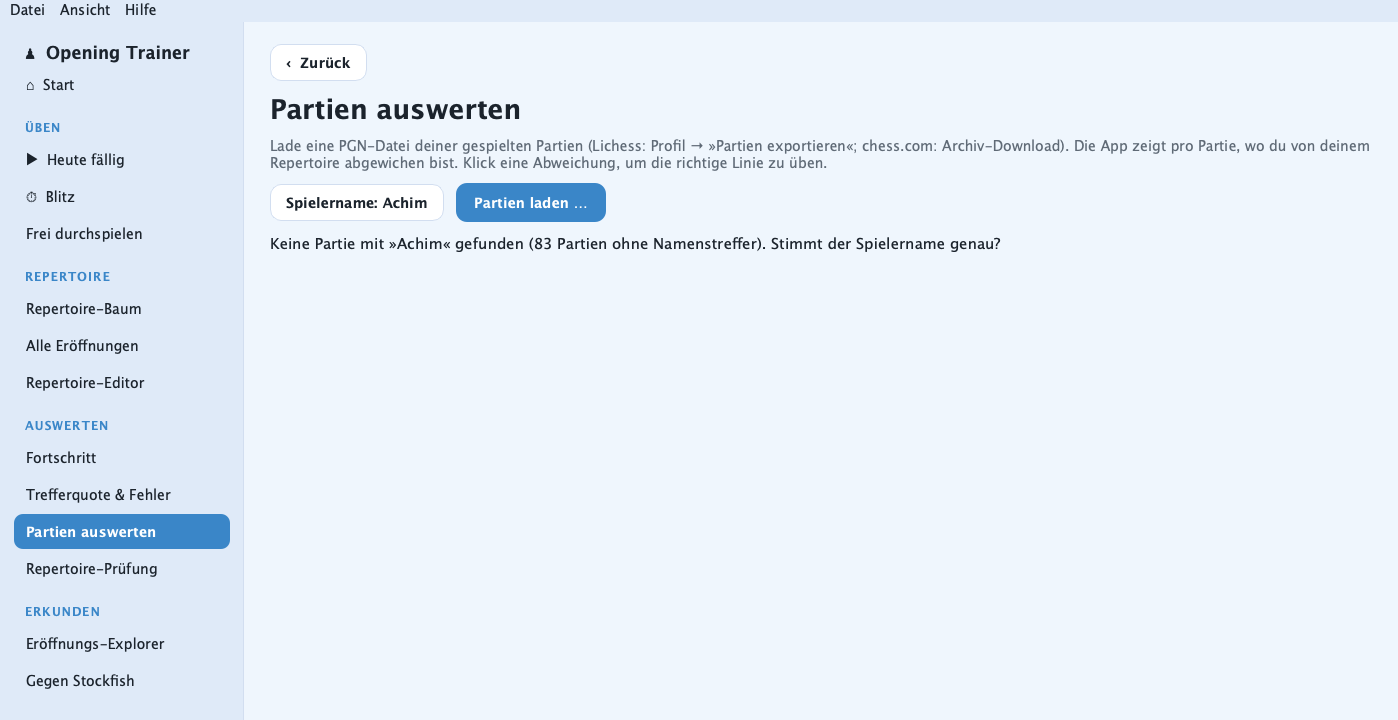 Datei Ansicht Hilfe
♟ Opening Trainer
⌂ Start
ÜBEN
▶ Heute fällig
⏱ Blitz
Frei durchspielen
REPERTOIRE
Repertoire-Baum
Alle Eröffnungen
Repertoire-Editor
AUSWERTEN
Fortschritt
Trefferquote & Fehler
Partien auswerten
Repertoire-Prüfung
ERKUNDEN
Eröffnungs-Explorer
Gegen Stockfish
‹ Zurück
Partien auswerten
Lade eine PGN-Datei deiner gespielten Partien (Lichess: Profil → »Partien exportieren«; chess.com: Archiv-Download). Die App zeigt pro Partie, wo du von deinem
Repertoire abgewichen bist. Klick eine Abweichung, um die richtige Linie zu üben.
Spielername: Achim
Partien laden ...
Keine Partie mit »Achim« gefunden (83 Partien ohne Namenstreffer). Stimmt der Spielername genau?